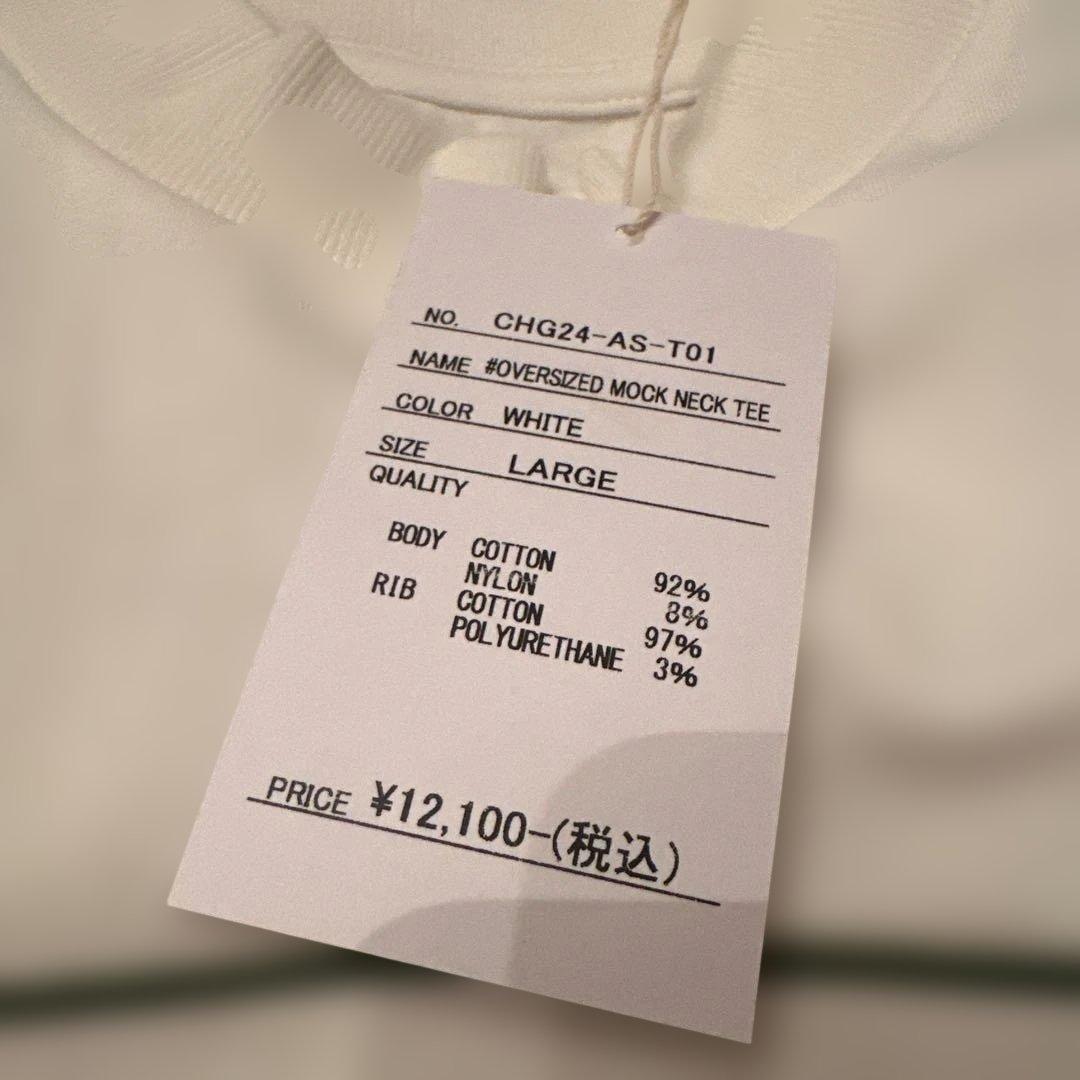 NO. CHG24-AS-T01
NAME #OVERSIZED MOCK NECK TEE
COLOR WHITE
SIZE LARGE
QUALITY
BODY COTTON 92%
NYLON 8%
RIB COTTON 97%
POLYURETHANE 3%
PRICE ¥12,100-(税込)